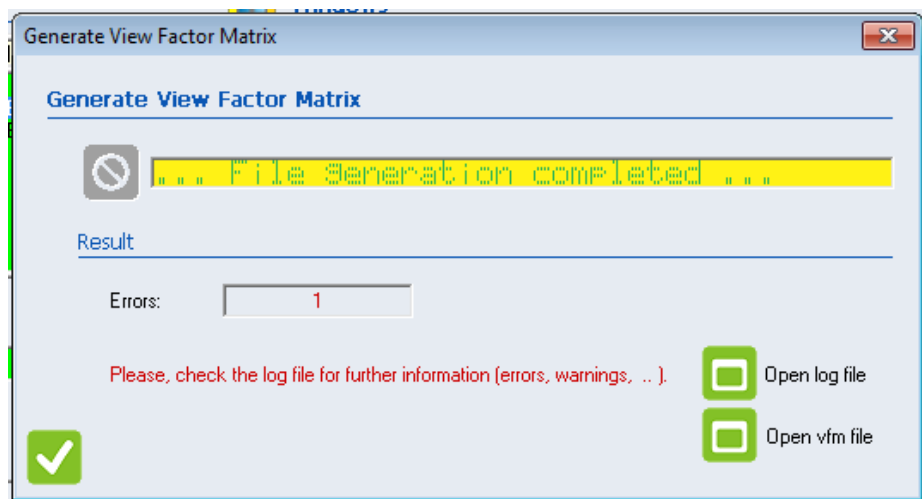 Generate View Factor Matrix
Generate View Factor Matrix
... File generation completed ...
Result
Errors: 1
Please, check the log file for further information (errors, warnings, .. ).
Open log file
Open vfm file